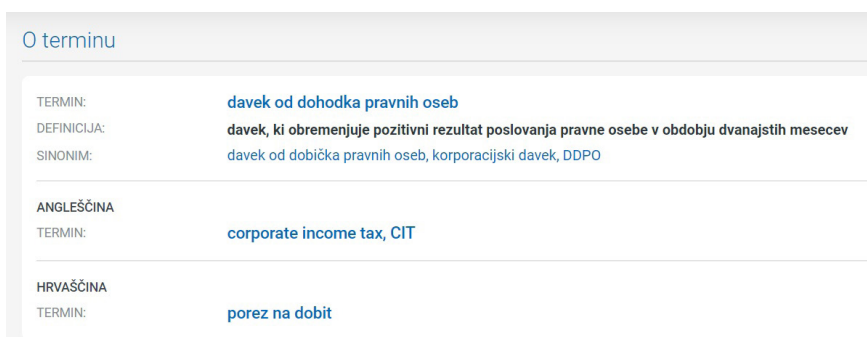 O terminu
TERMIN: davek od dohodka pravnih oseb
DEFINICIJA: davek, ki obremenjuje pozitivni rezultat poslovanja pravne osebe v obdobju dvanajstih mesecev
SINONIM: davek od dobička pravnih oseb, korporacijski davek, DDPO
ANGLEŠČINA
TERMIN: corporate income tax, CIT
HRVAŠČINA
TERMIN: porez na dobit